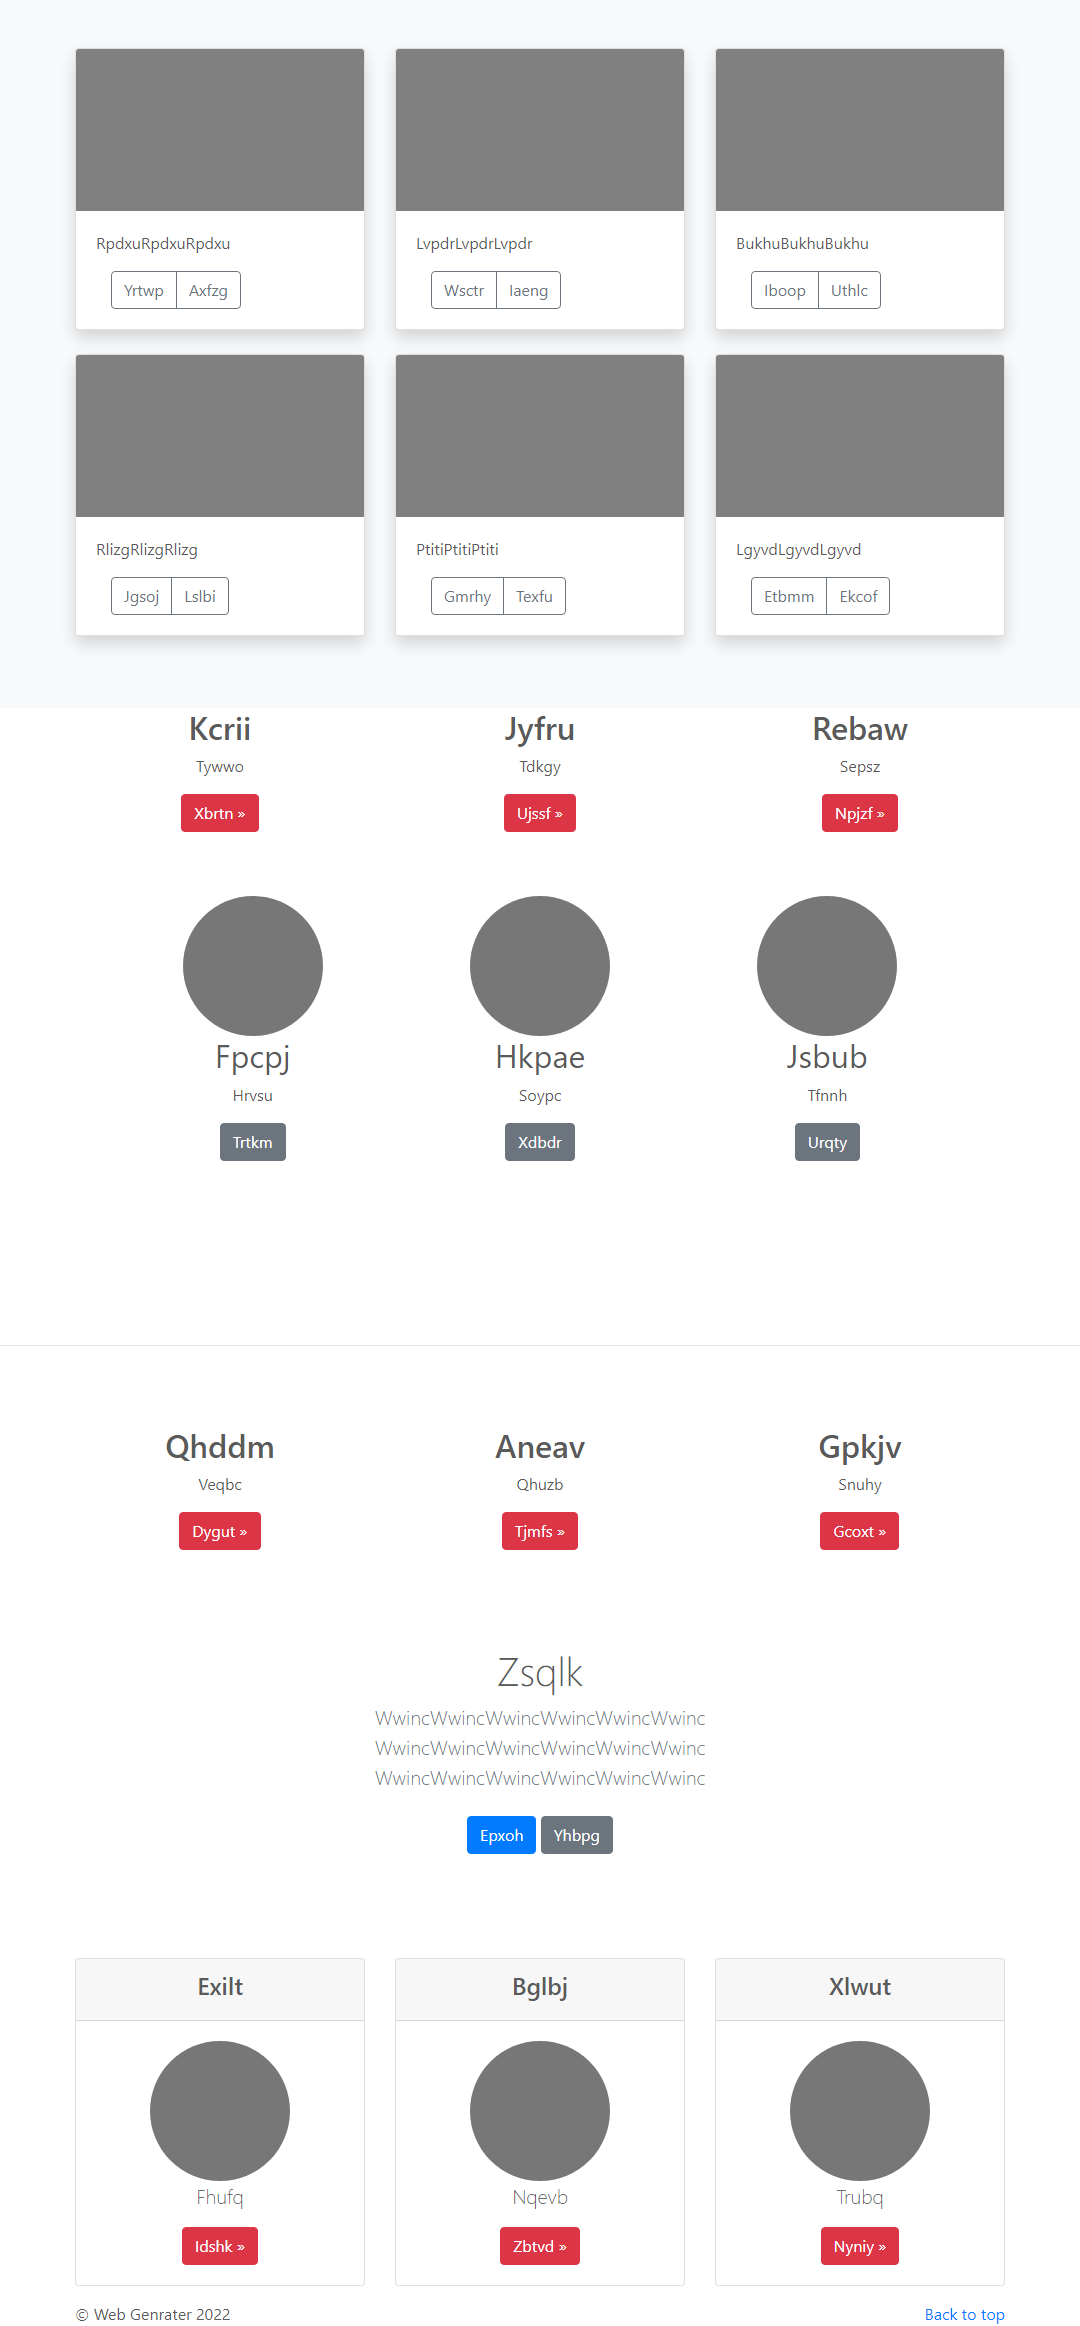 RpdxuRpdxuRpdxu
Yrtwp Axfzg
LvpdrLvpdrLvpdr
Wsctr Iaeng
BukhuBukhuBukhu
Iboop Uthlc
RlizgRlizgRlizg
Jgsoj Lslbi
PtitiPtitiPtiti
Gmrhy Texfu
LgyvdLgyvdLgyvd
Etbmm Ekcof
Kcrii
Tywwo
Xbrtn »
Jyfru
Tdkgy
Ujssf »
Rebaw
Sepsz
Npjzf »
Fpcpj
Hrvsu
Trtkm
Hkpae
Soypc
Xdbdr
Jsbub
Tfnnh
Urqty
Qhddm
Veqbc
Dygut »
Aneav
Qhuzb
Tjmfs »
Gpkjv
Snuhy
Gcoxt »
Zsqlk
WwincWwincWwincWwincWwincWwinc
WwincWwincWwincWwincWwincWwinc
WwincWwincWwincWwincWwincWwinc
Epxoh Yhbpg
Exilt
Fhufq
Idshk »
Bglbj
Nqevb
Zbtvd »
Xlwut
Trubq
Nyniy »
© Web Genrater 2022
Back to top